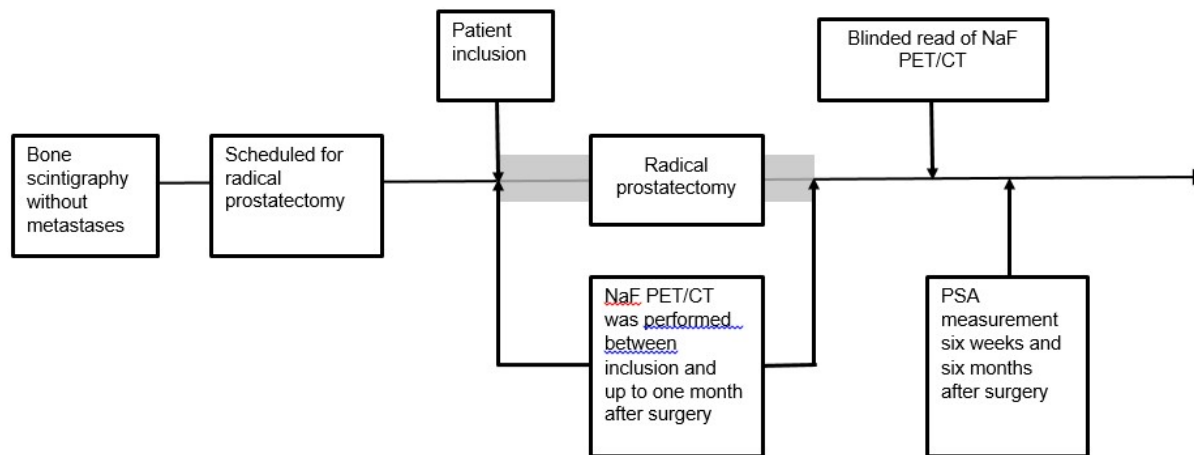 Patient
inclusion
Blinded read of NaF
PET/CT
Bone
scintigraphy
without
metastases
Scheduled for
radical
prostatectomy
Radical
prostatectomy
NaF PET/CT
was performed
between
inclusion and
up to one month
after surgery
PSA
measurement
six weeks and
six months
after surgery